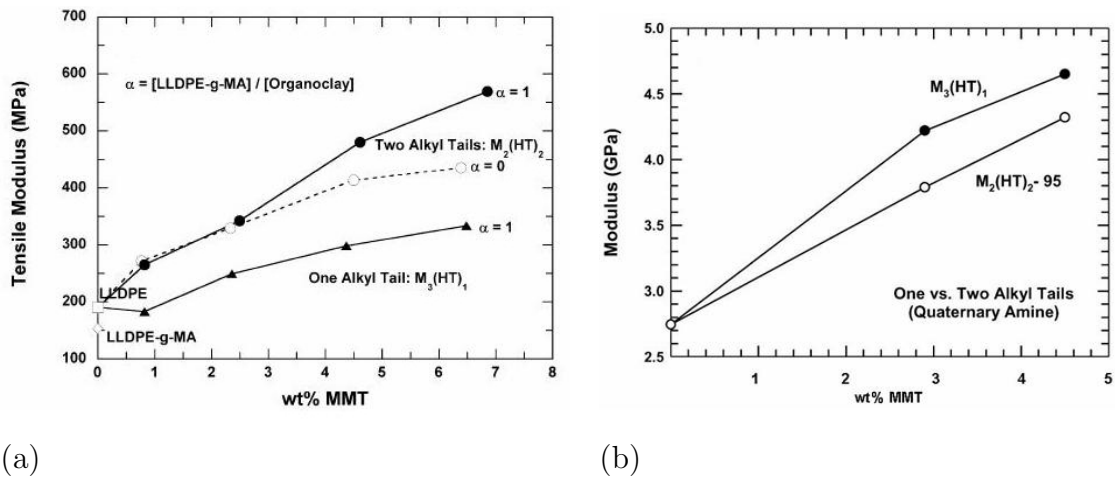 700
600
500
400
300
200
100
Tensile Modulus (MPa)
α = [LLDPE-g-MA] / [Organoclay]
α = 1
Two Alkyl Tails: M₂(HT)₂
α = 0
α = 1
One Alkyl Tail: M₃(HT)₁
LLDPE
LLDPE-g-MA
0 1 2 3 4 5 6 7 8
wt% MMT
(a)
5.0
4.5
4.0
3.5
3.0
2.5
Modulus (GPa)
M₃(HT)₁
M₂(HT)₂- 95
One vs. Two Alkyl Tails
(Quaternary Amine)
1 2 3 4 5
wt% MMT
(b)